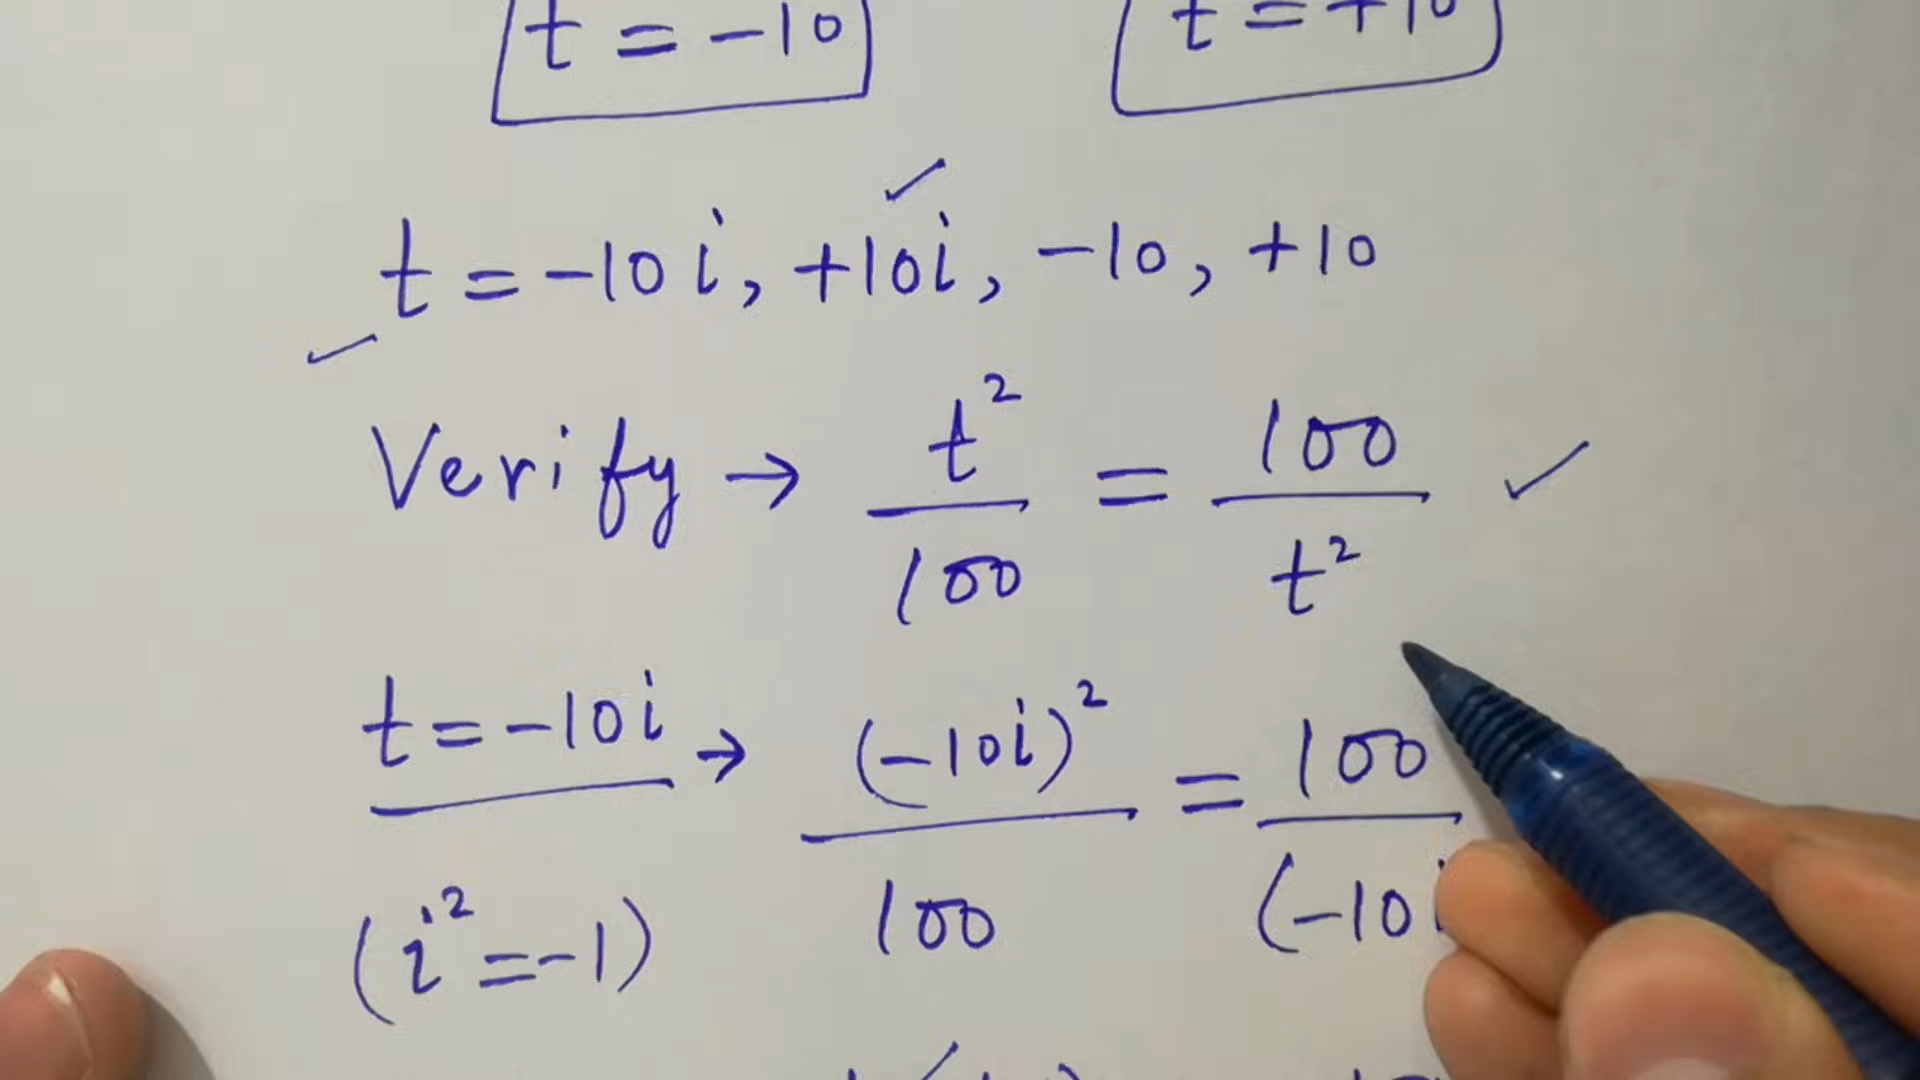 t = -10 t = +10
t = -10i, +10i, -10, +10
Verify → t²/100 = 100/t²
t = -10i → (-10i)²/100 = 100/(-10
(i² = -1)